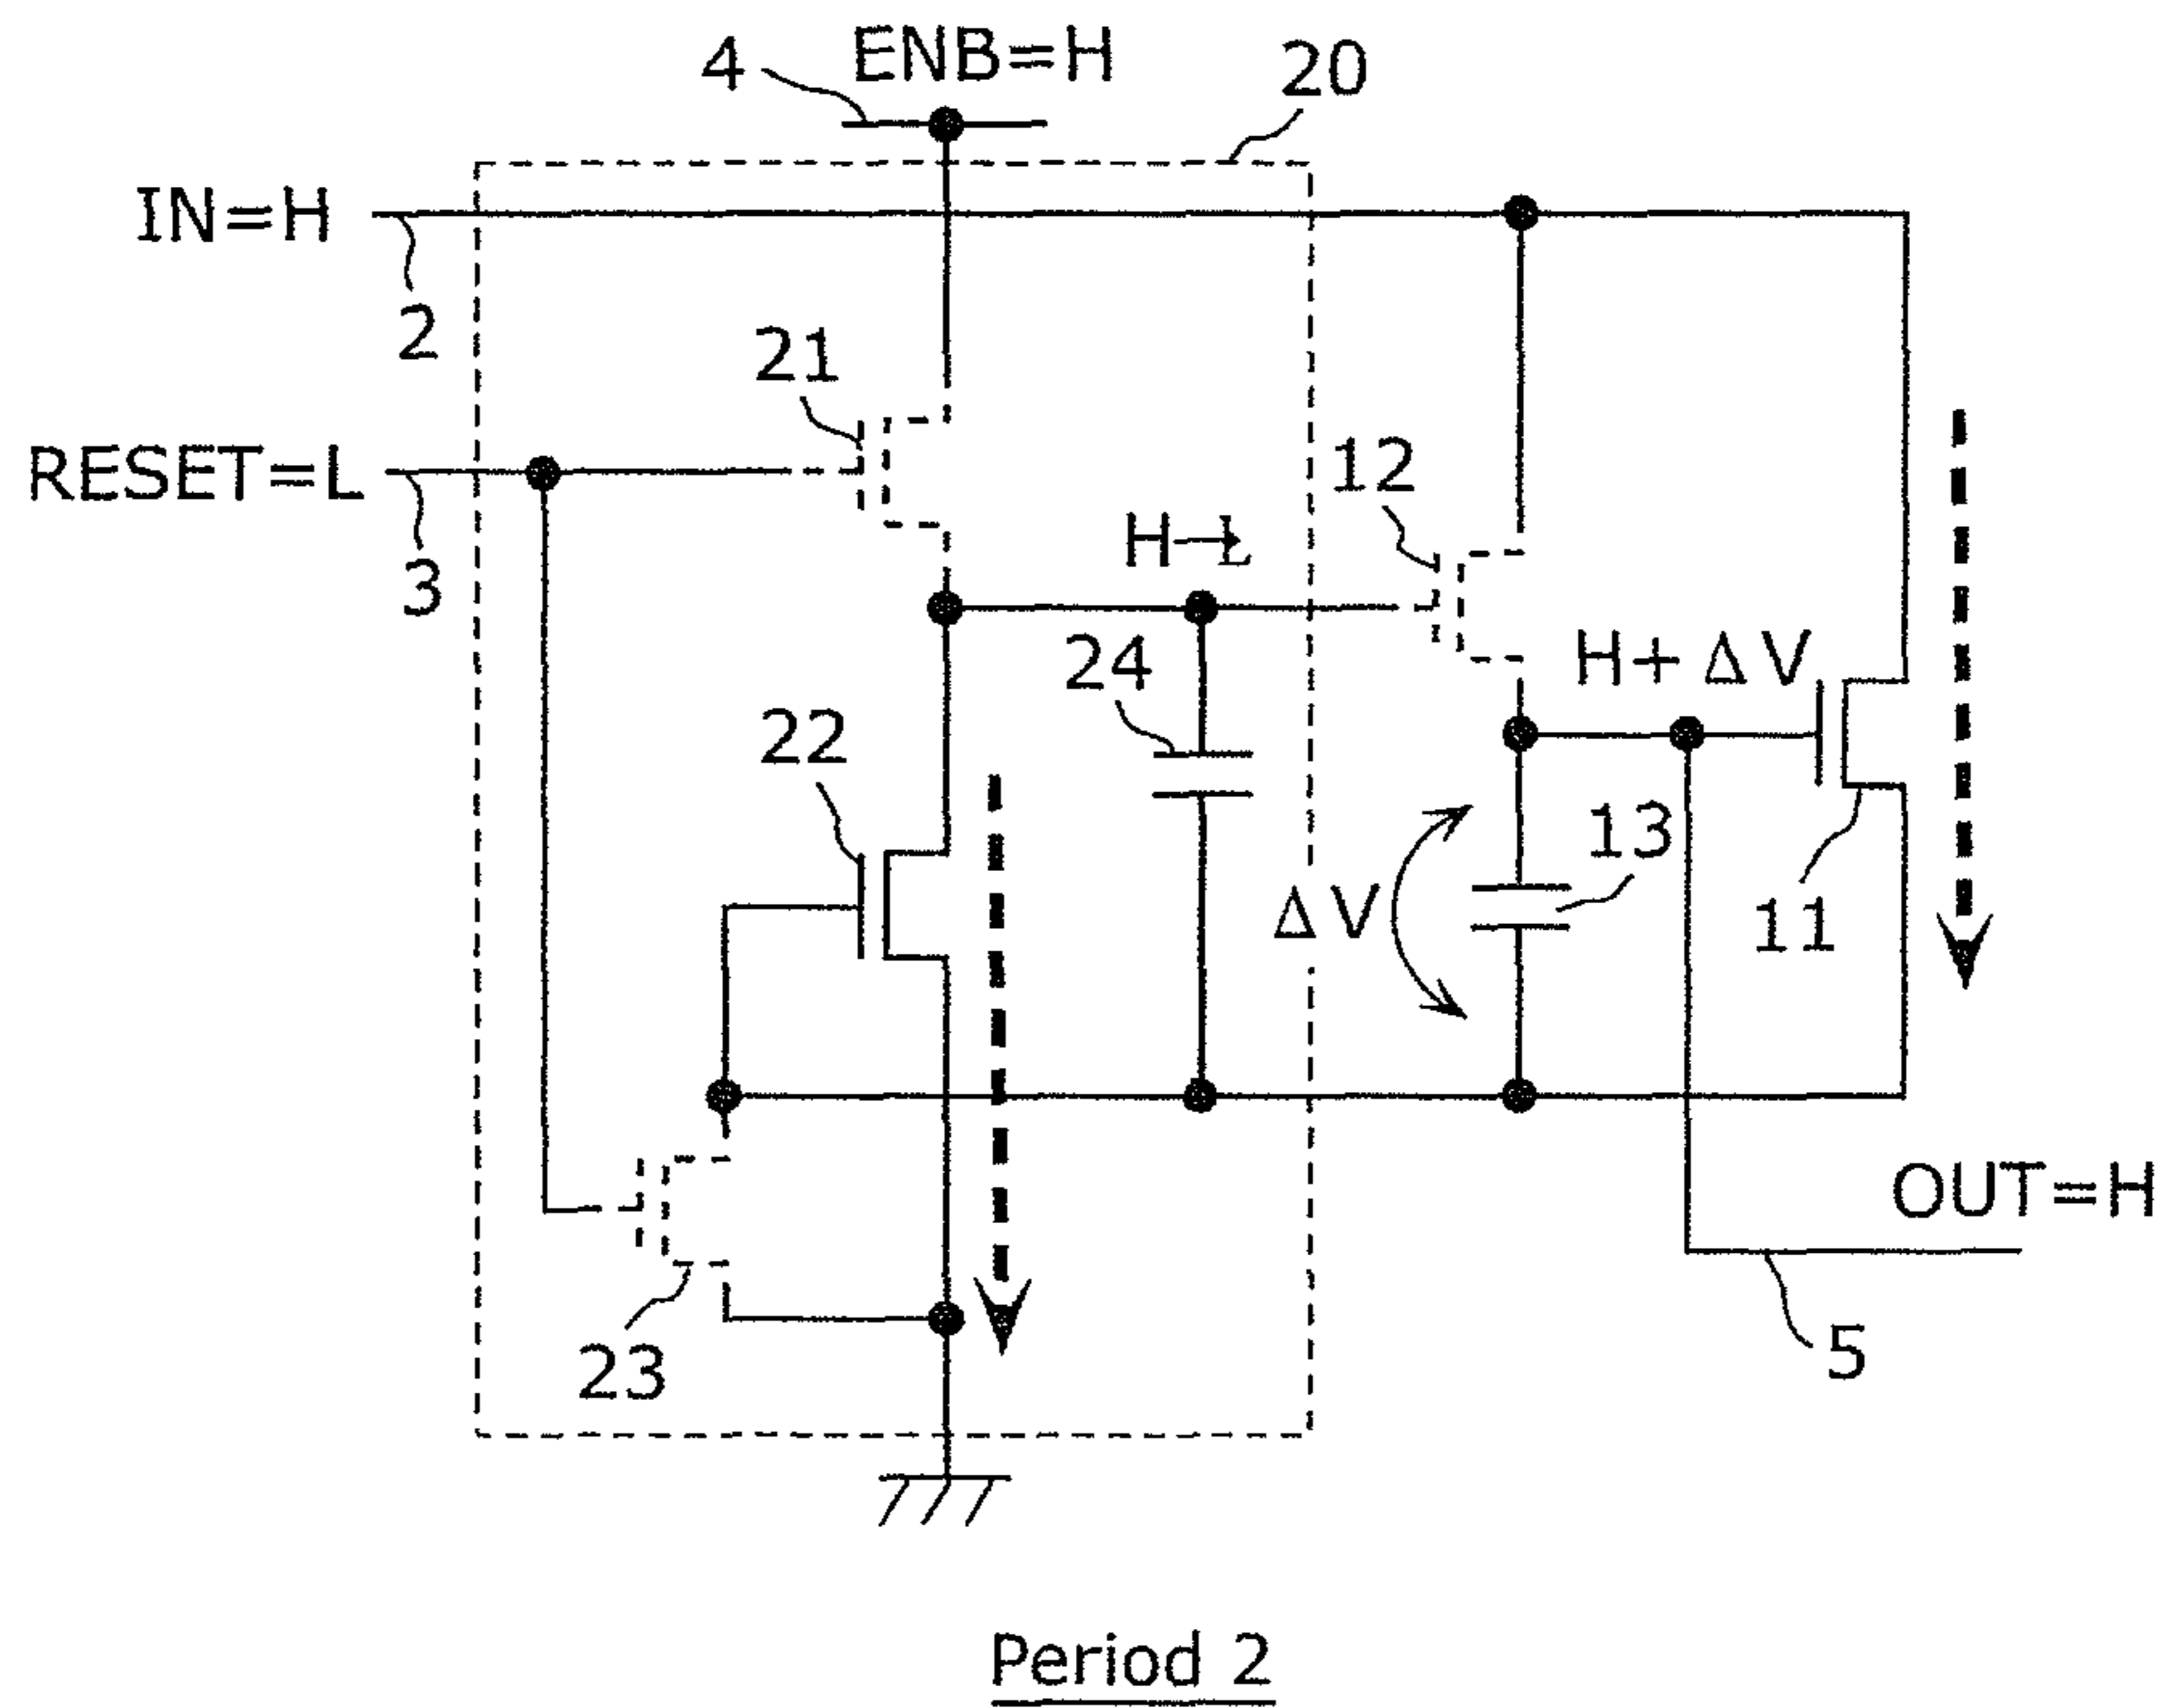 4
ENB=H
20
IN=H
2
21
RESET=L
3
12
H→L
24
H+ΔV
22
13
ΔV
11
OUT=H
23
5
Period 2